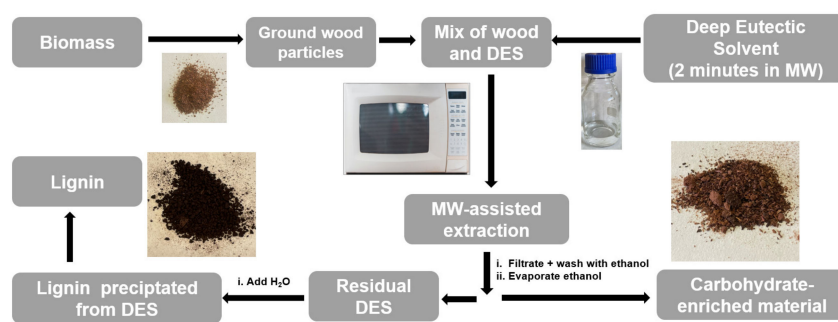 Biomass
Ground wood
particles
Mix of wood
and DES
Deep Eutectic
Solvent
(2 minutes in MW)
Lignin
MW-assisted
extraction
i. Filtrate + wash with ethanol
ii. Evaporate ethanol
Lignin preciptated
from DES
i. Add H₂O
Residual
DES
Carbohydrate-
enriched material